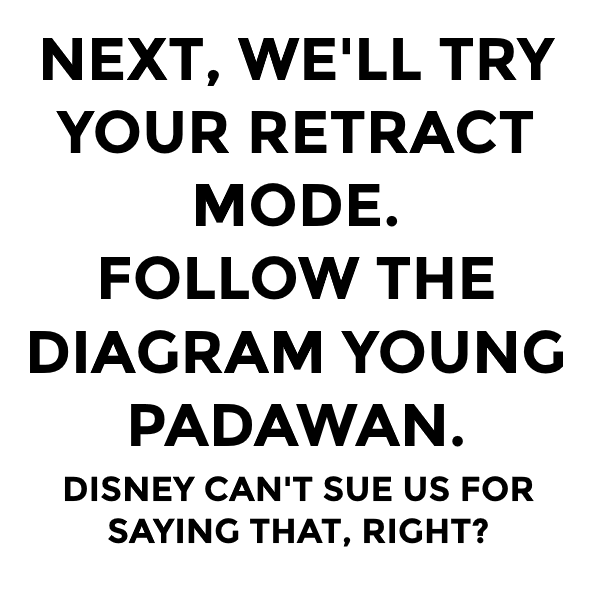 NEXT, WE'LL TRY
YOUR RETRACT
MODE.
FOLLOW THE
DIAGRAM YOUNG
PADAWAN.
DISNEY CAN'T SUE US FOR
SAYING THAT, RIGHT?